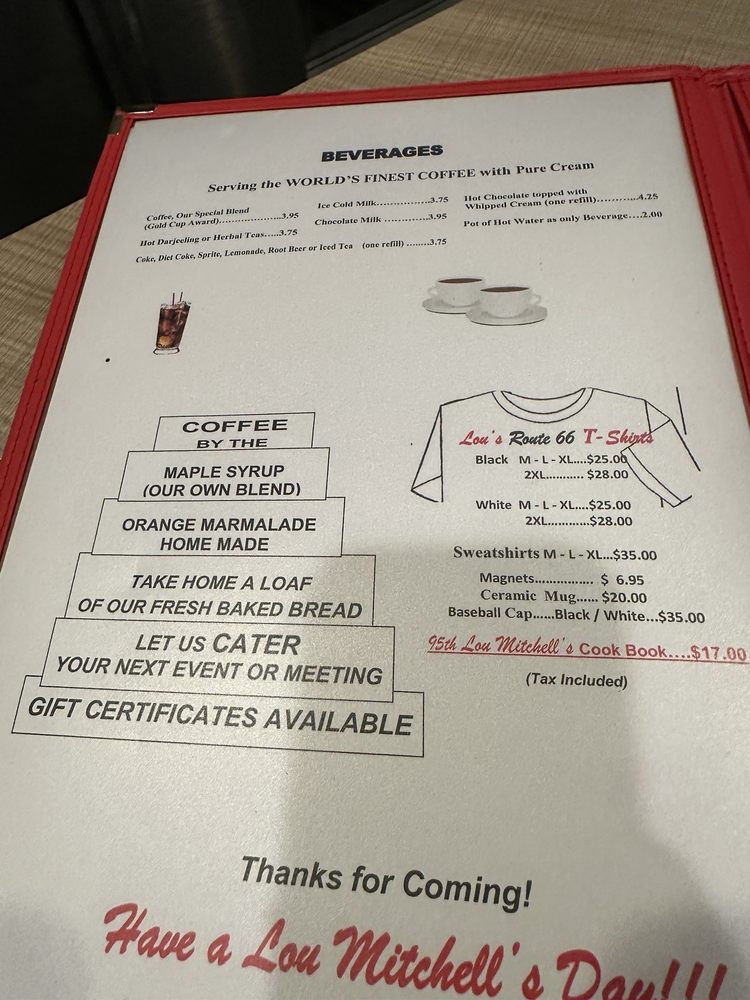 BEVERAGES
Serving the WORLD'S FINEST COFFEE with Pure Cream
Coffee, Our Special Blend
(Gold Cup Award)..................3.95
Hot Darjeeling or Herbal Teas.....3.75
Ice Cold Milk................3.75
Chocolate Milk ............3.95
Hot Chocolate topped with
Whipped Cream (one refill)...........4.25
Pot of Hot Water as only Beverage....2.00
Coke, Diet Coke, Sprite, Lemonade, Root Beer or Iced Tea (one refill) .......3.75
COFFEE
BY THE
MAPLE SYRUP
(OUR OWN BLEND)
ORANGE MARMALADE
HOME MADE
TAKE HOME A LOAF
OF OUR FRESH BAKED BREAD
LET US CATER
YOUR NEXT EVENT OR MEETING
GIFT CERTIFICATES AVAILABLE
Lou's Route 66 T-Shirts
Black M - L - XL....$25.00
2XL........... $28.00
White M - L - XL....$25.00
2XL...........$28.00
Sweatshirts M - L - XL...$35.00
Magnets............... $ 6.95
Ceramic Mug...... $20.00
Baseball Cap.....Black / White...$35.00
95th Lou Mitchell's Cook Book....$17.00
(Tax Included)
Thanks for Coming!
Have a Lou Mitchell's Day!!!